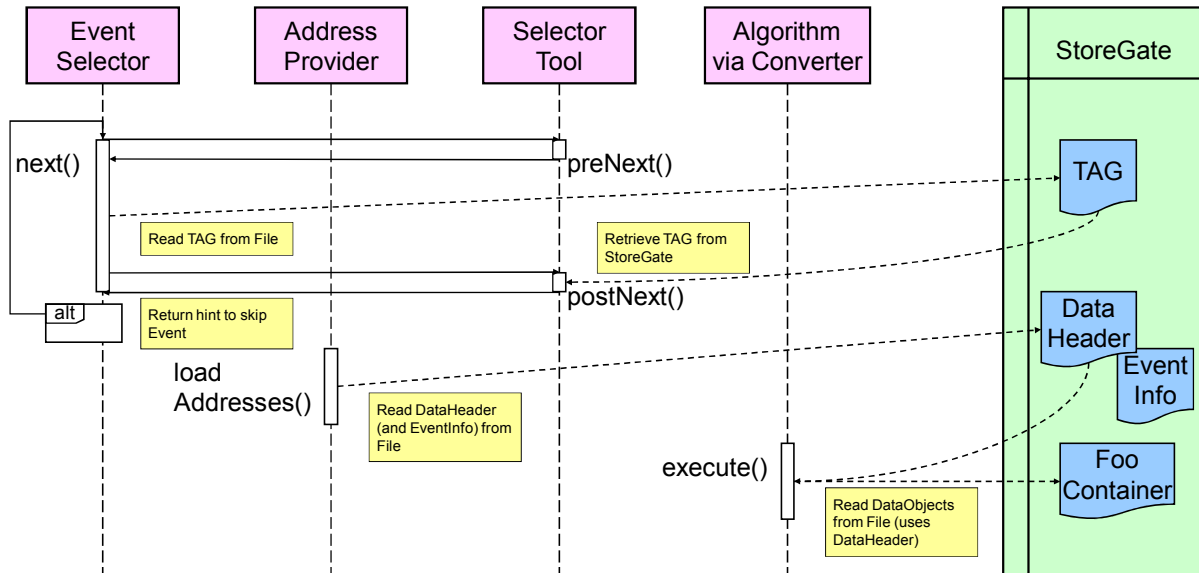 Event
Selector
Address
Provider
Selector
Tool
Algorithm
via Converter
StoreGate
next()
preNext()
TAG
Read TAG from File
Retrieve TAG from
StoreGate
postNext()
alt
Return hint to skip
Event
Data
Header
Event
Info
load
Addresses()
Read DataHeader
(and EventInfo) from
File
execute()
Foo
Container
Read DataObjects
from File (uses
DataHeader)